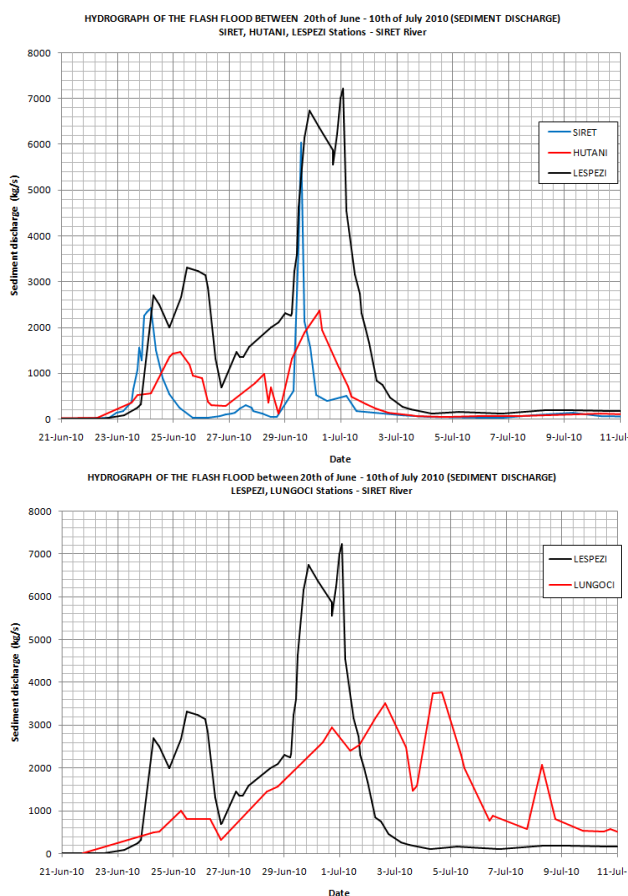 HYDROGRAPH OF THE FLASH FLOOD BETWEEN 20th of June - 10th of July 2010 (SEDIMENT DISCHARGE)
SIRET, HUTANI, LESPEZI Stations - SIRET River
8000
7000
6000
5000
4000
3000
2000
1000
0
Sediment discharge (kg/s)
SIRET
HUTANI
LESPEZI
21-Jun-10 23-Jun-10 25-Jun-10 27-Jun-10 29-Jun-10 1-Jul-10 3-Jul-10 5-Jul-10 7-Jul-10 9-Jul-10 11-Jul-10
Date
HYDROGRAPH OF THE FLASH FLOOD between 20th of June - 10th of July 2010 (SEDIMENT DISCHARGE)
LESPEZI, LUNGOCI Stations - SIRET River
8000
7000
6000
5000
4000
3000
2000
1000
0
Sediment discharge (kg/s)
LESPEZI
LUNGOCI
21-Jun-10 23-Jun-10 25-Jun-10 27-Jun-10 29-Jun-10 1-Jul-10 3-Jul-10 5-Jul-10 7-Jul-10 9-Jul-10 11-Jul-10
Date